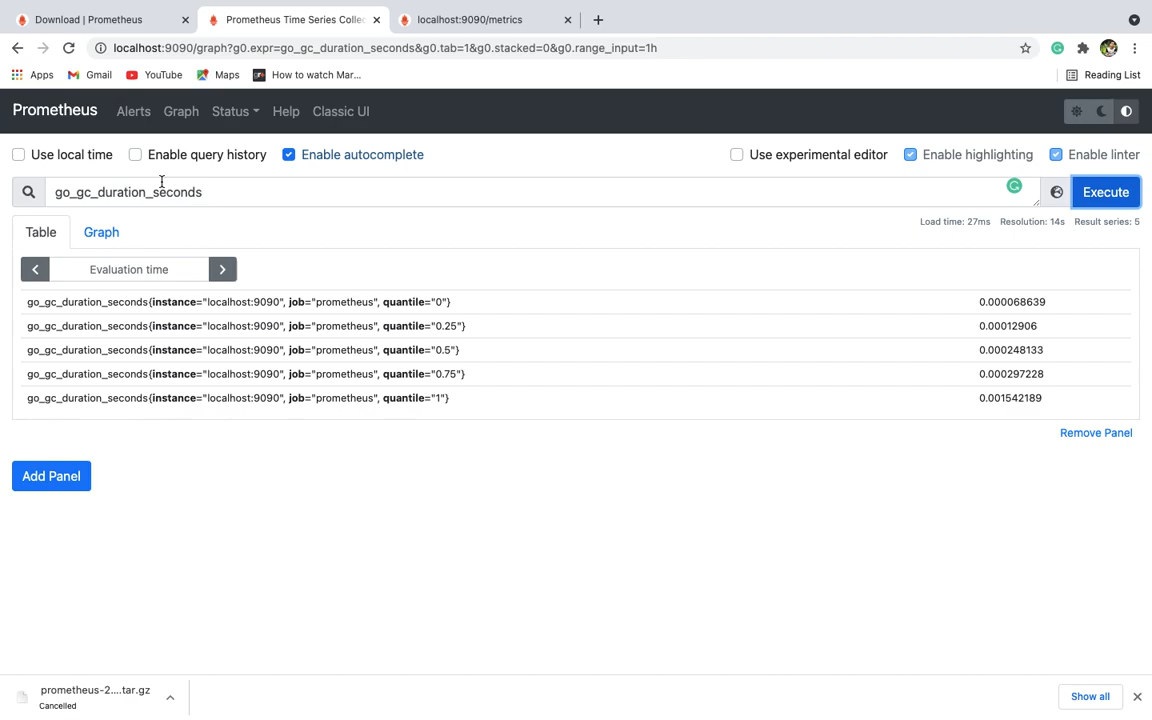 Download | Prometheus
Prometheus Time Series Collec
localhost:9090/metrics
localhost:9090/graph?g0.expr=go_gc_duration_seconds&g0.tab=1&g0.stacked=0&g0.range_input=1h
Apps Gmail YouTube Maps How to watch Mar... Reading List
Prometheus Alerts Graph Status Help Classic UI
Use local time Enable query history Enable autocomplete Use experimental editor Enable highlighting Enable linter
go_gc_duration_seconds Execute
Load time: 27ms Resolution: 14s Result series: 5
Table Graph
Evaluation time
go_gc_duration_seconds{instance="localhost:9090", job="prometheus", quantile="0"} 0.000068639
go_gc_duration_seconds{instance="localhost:9090", job="prometheus", quantile="0.25"} 0.00012906
go_gc_duration_seconds{instance="localhost:9090", job="prometheus", quantile="0.5"} 0.000248133
go_gc_duration_seconds{instance="localhost:9090", job="prometheus", quantile="0.75"} 0.000297228
go_gc_duration_seconds{instance="localhost:9090", job="prometheus", quantile="1"} 0.001542189
Remove Panel
Add Panel
prometheus-2....tar.gz
Cancelled
Show all